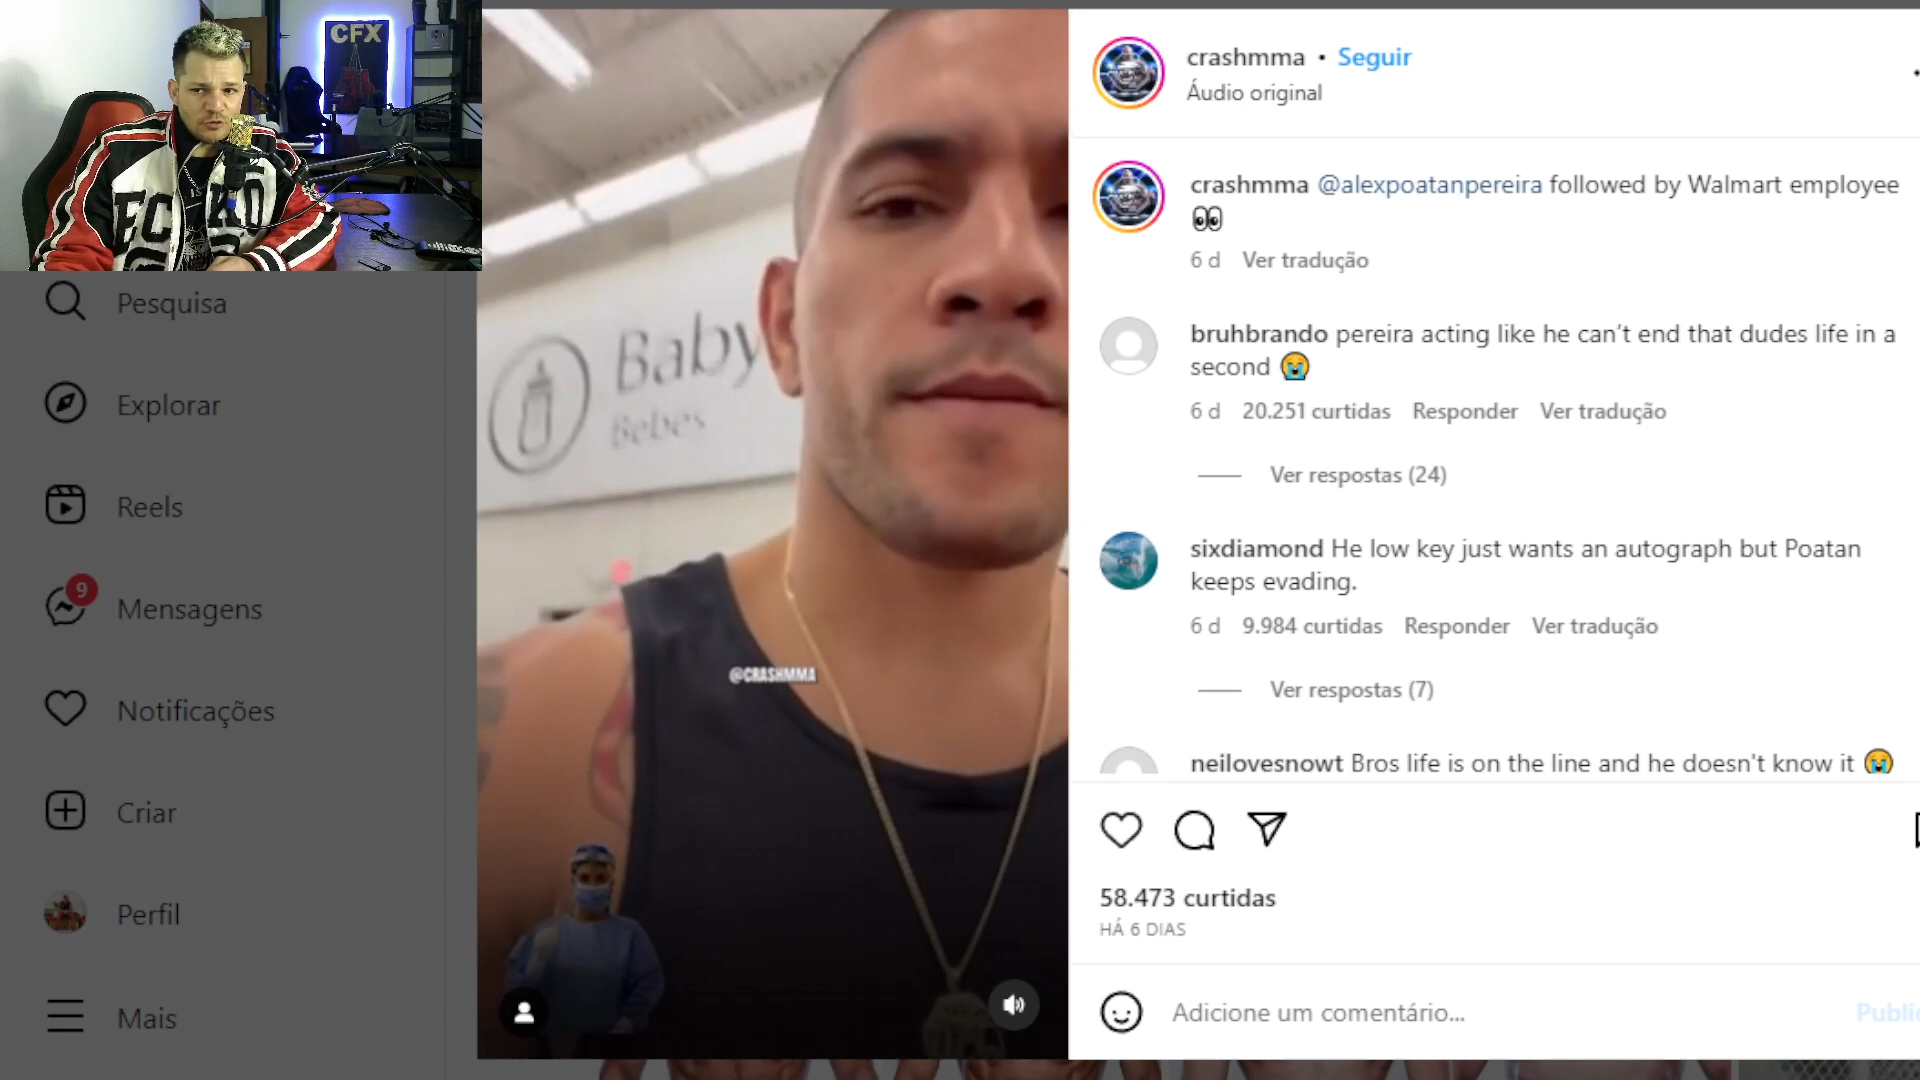 CFX
EC
Pesquisa
Explorar
Reels
9
Mensagens
Notificações
Criar
Perfil
Mais
Baby
Bebes
@CRASHMMA
crashmma • Seguir
Áudio original
crashmma @alexpoatanpereira followed by Walmart employee
👀
6 d Ver tradução
bruhbrando pereira acting like he can’t end that dudes life in a
second 😭
6 d 20.251 curtidas Responder Ver tradução
Ver respostas (24)
sixdiamond He low key just wants an autograph but Poatan
keeps evading.
6 d 9.984 curtidas Responder Ver tradução
Ver respostas (7)
neilovesnowt Bros life is on the line and he doesn't know it 😭
58.473 curtidas
HÁ 6 DIAS
Adicione um comentário...
Public